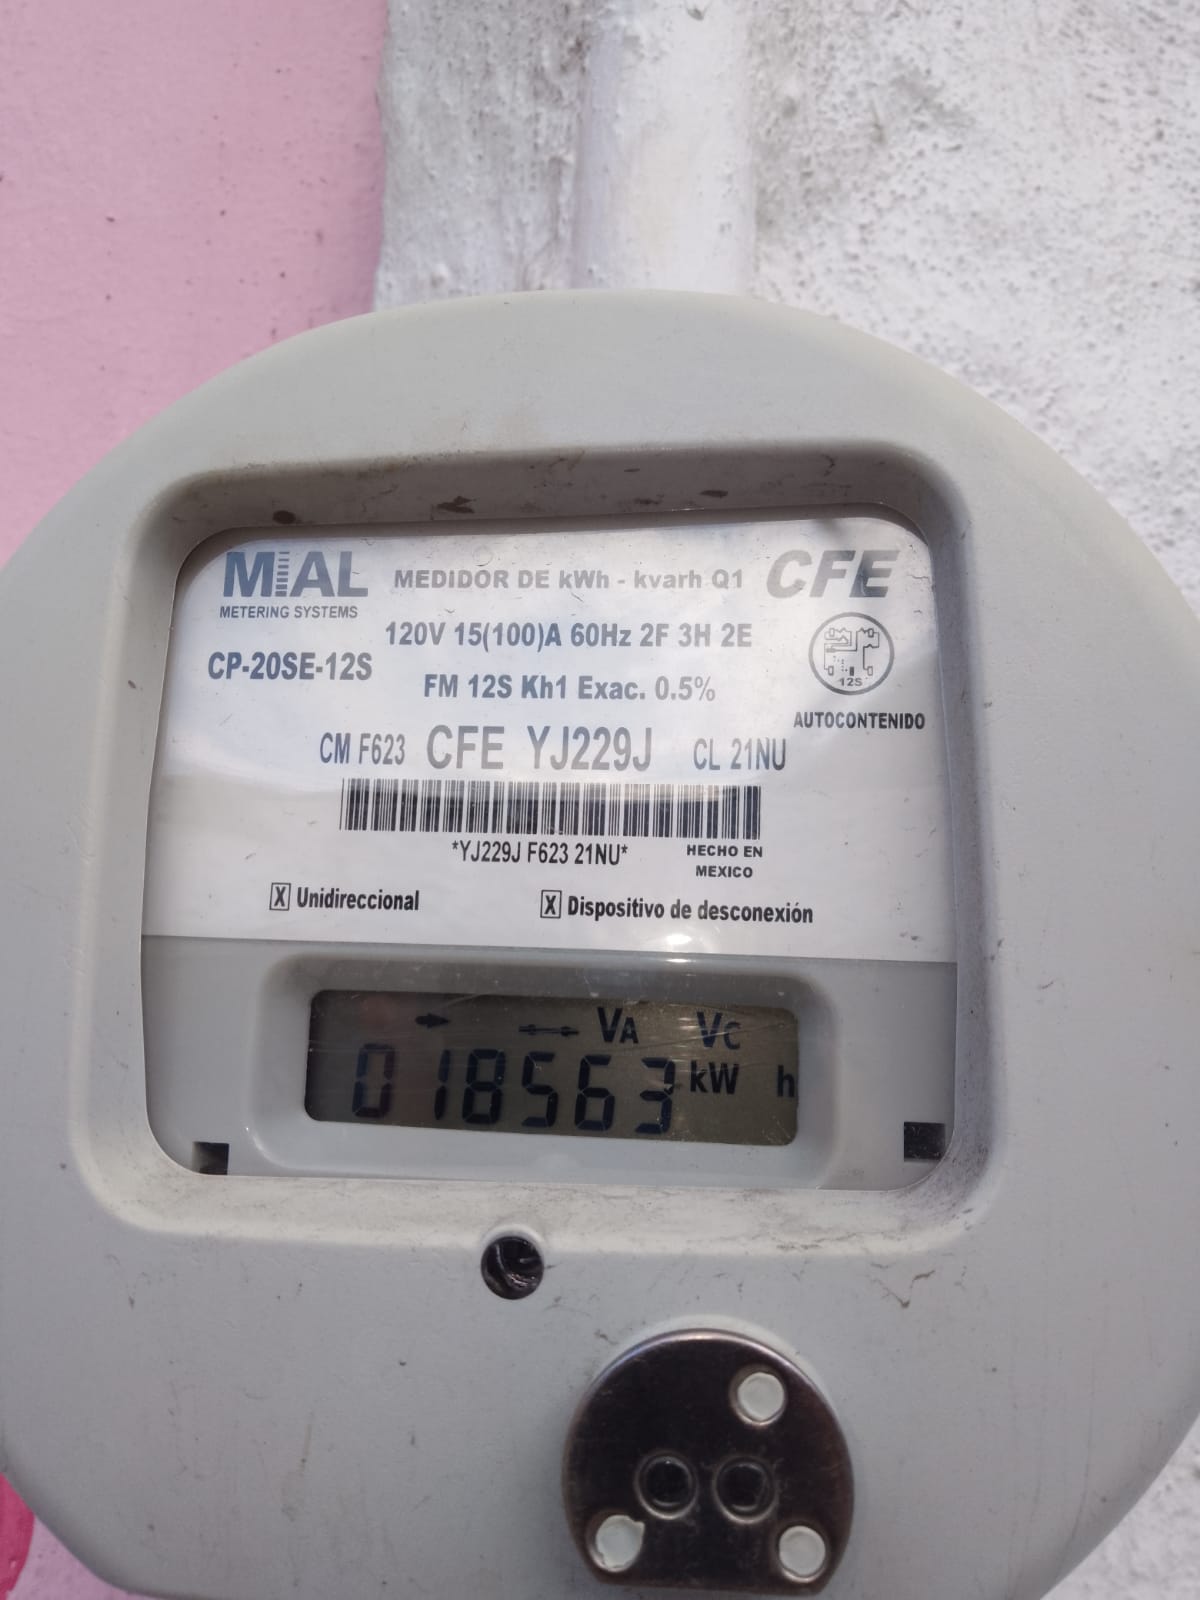 MIAL
METERING SYSTEMS
MEDIDOR DE kWh - kvarh Q1
CFE
120V 15(100)A 60Hz 2F 3H 2E
CP-20SE-12S
FM 12S Kh1 Exac. 0.5%
12S
AUTOCONTENIDO
CM F623 CFE YJ229J CL 21NU
*YJ229J F623 21NU*
HECHO EN
MEXICO
X Unidireccional
X Dispositivo de desconexión
VA VC
018563 kW h